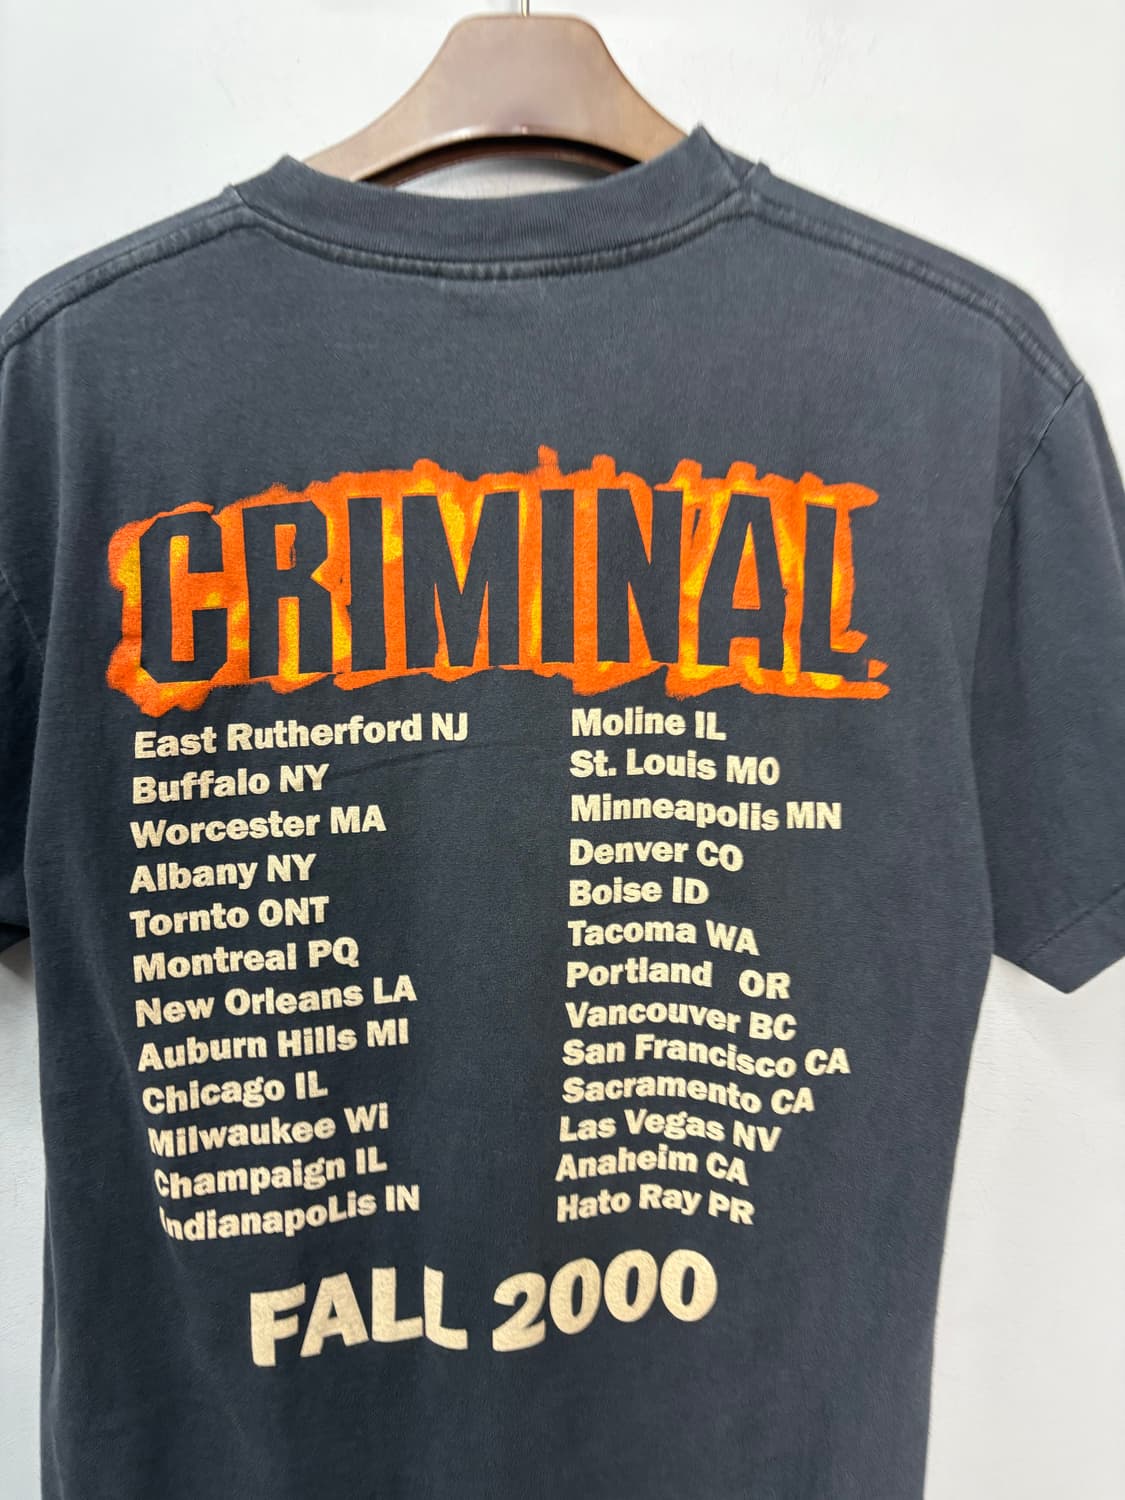 CRIMINAL
East Rutherford NJ
Buffalo NY
Worcester MA
Albany NY
Tornto ONT
Montreal PQ
New Orleans LA
Auburn Hills MI
Chicago IL
Milwaukee Wi
Champaign IL
IndianapoLis IN
Moline IL
St. Louis MO
Minneapolis MN
Denver CO
Boise ID
Tacoma WA
Portland OR
Vancouver BC
San Francisco CA
Sacramento CA
Las Vegas NV
Anaheim CA
Hato Ray PR
FALL 2000